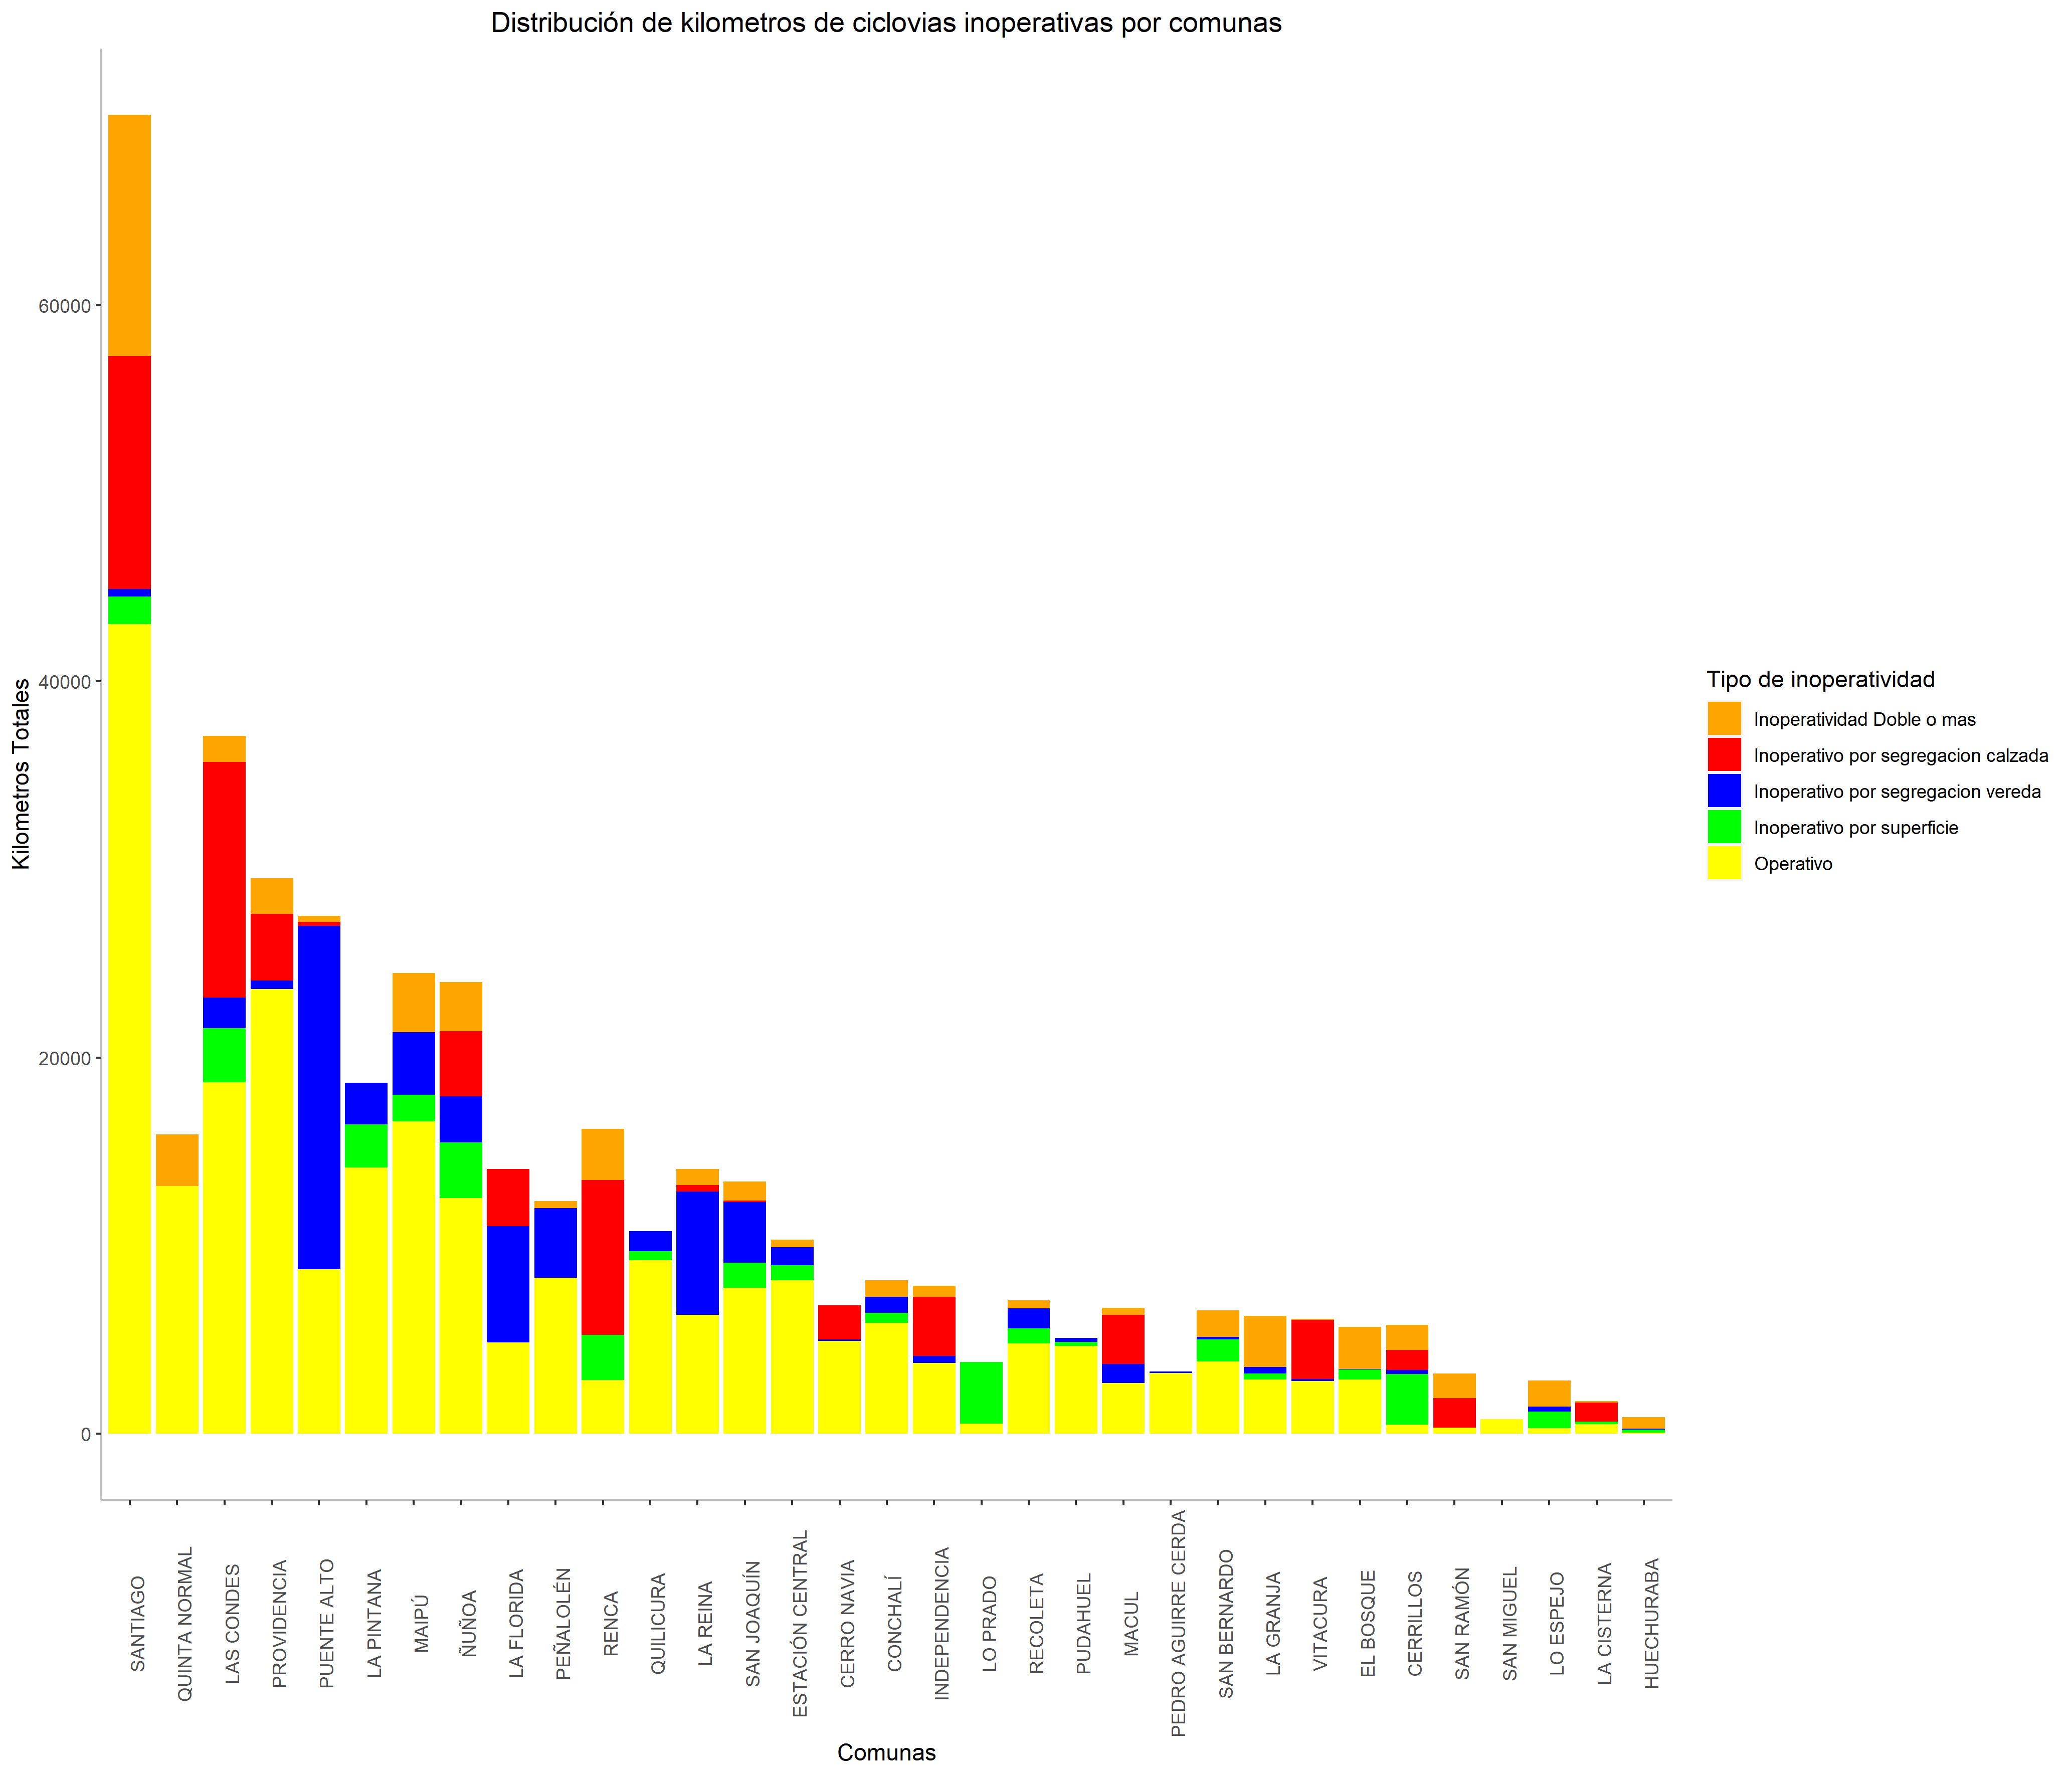 Distribución de kilometros de ciclovias inoperativas por comunas
Kilometros Totales
60000
40000
20000
0
SANTIAGO
QUINTA NORMAL
LAS CONDES
PROVIDENCIA
PUENTE ALTO
LA PINTANA
MAIPÚ
ÑUÑOA
LA FLORIDA
PEÑALOLÉN
RENCA
QUILICURA
LA REINA
SAN JOAQUÍN
ESTACIÓN CENTRAL
CERRO NAVIA
CONCHALÍ
INDEPENDENCIA
LO PRADO
RECOLETA
PUDAHUEL
MACUL
PEDRO AGUIRRE CERDA
SAN BERNARDO
LA GRANJA
VITACURA
EL BOSQUE
CERRILLOS
SAN RAMÓN
SAN MIGUEL
LO ESPEJO
LA CISTERNA
HUECHURABA
Comunas
Tipo de inoperatividad
Inoperatividad Doble o mas
Inoperativo por segregacion calzada
Inoperativo por segregacion vereda
Inoperativo por superficie
Operativo